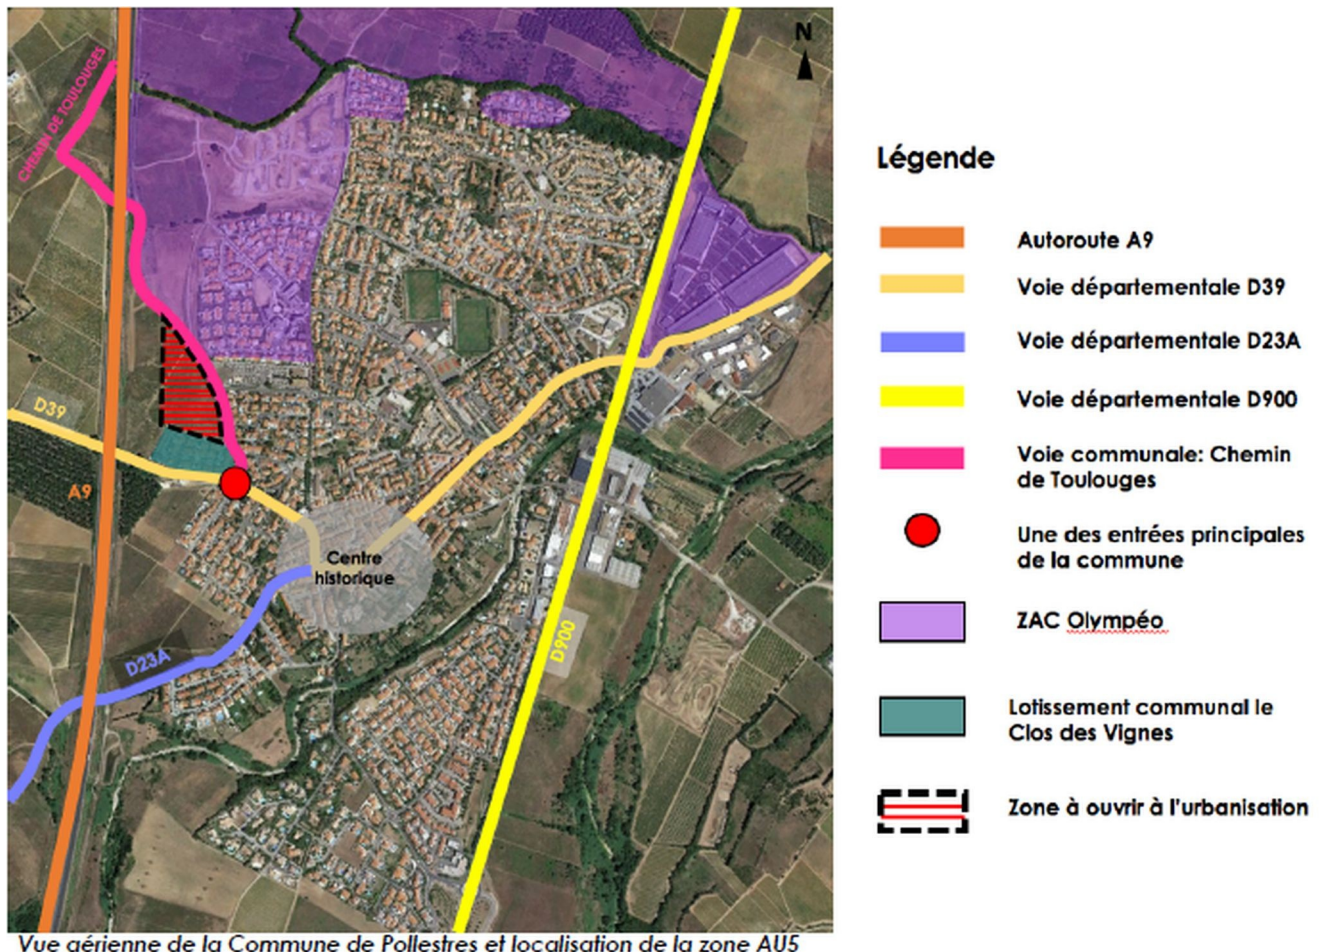 N
CHEMIN DE TOULOUGES
D39
A9
Centre
historique
D23A
D900
Légende
Autoroute A9
Voie départementale D39
Voie départementale D23A
Voie départementale D900
Voie communale: Chemin
de Toulouges
Une des entrées principales
de la commune
ZAC Olympéo
Lotissement communal le
Clos des Vignes
Zone à ouvrir à l'urbanisation
Vue aérienne de la Commune de Pollestres et localisation de la zone AU5